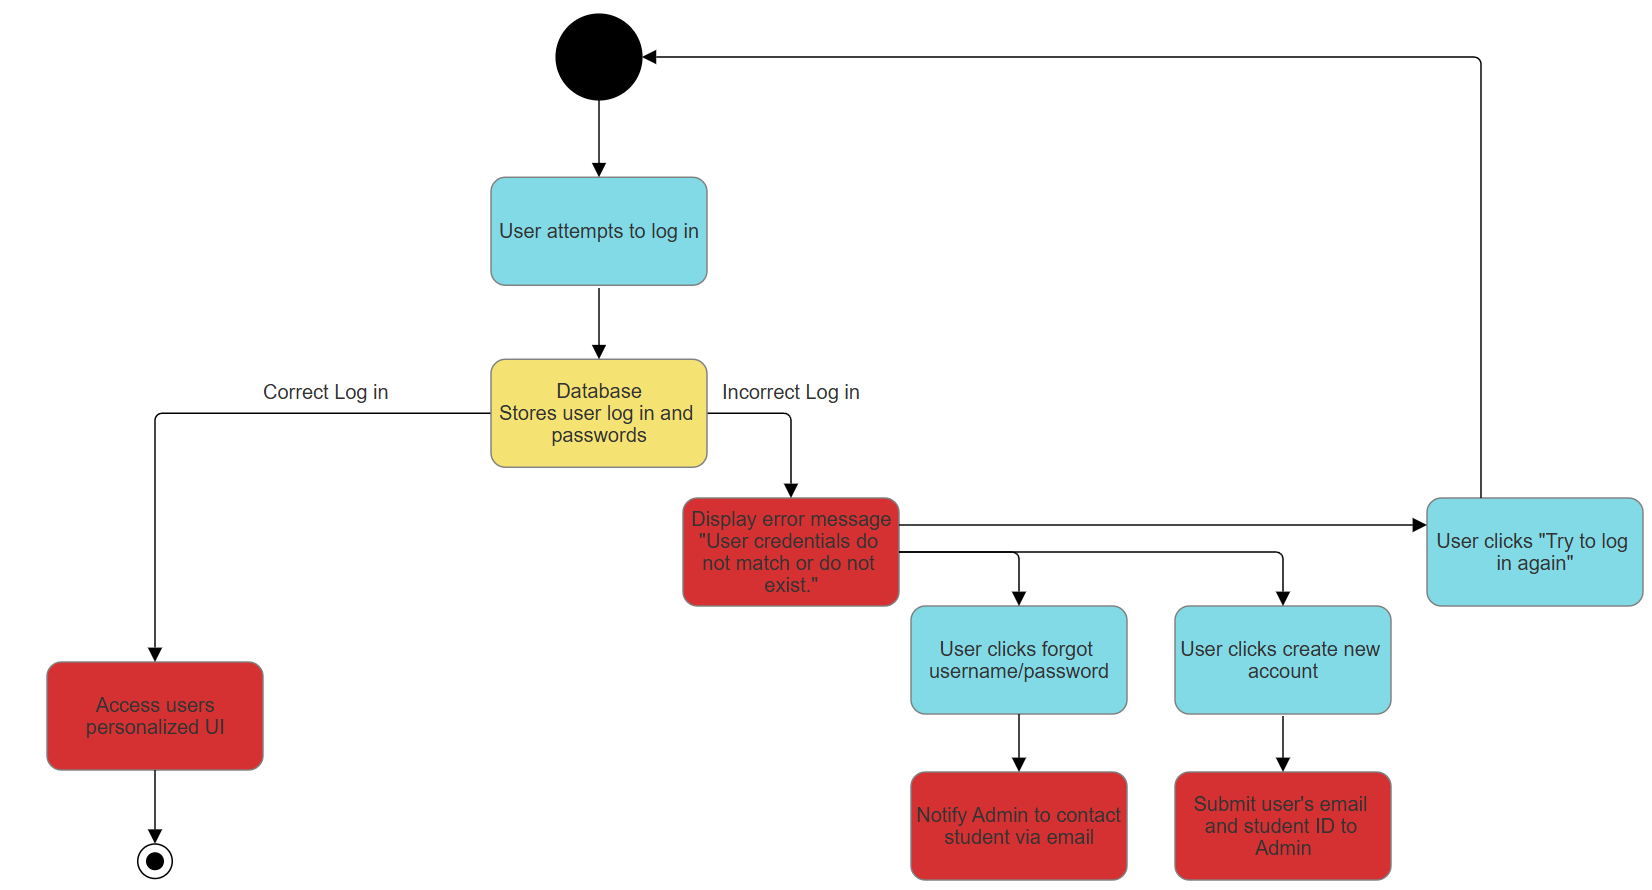 User attempts to log in
Correct Log in
Database
Stores user log in and
passwords
Incorrect Log in
Display error message
"User credentials do
not match or do not
exist."
User clicks "Try to log
in again"
User clicks forgot
username/password
User clicks create new
account
Access users
personalized UI
Notify Admin to contact
student via email
Submit user's email
and student ID to
Admin